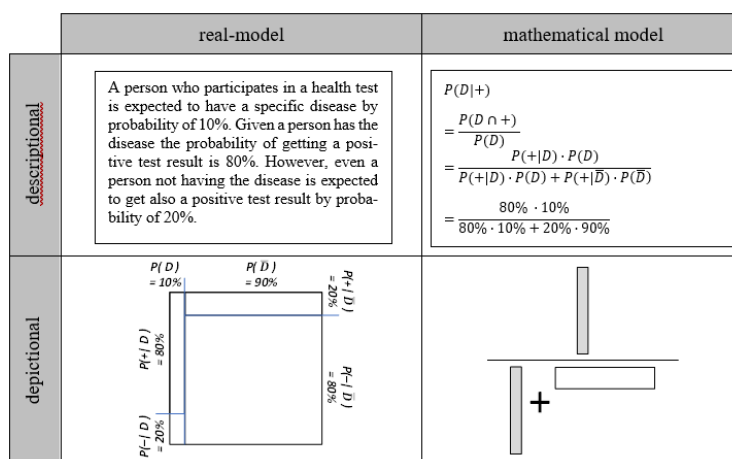 real-model
mathematical model
descriptional
A person who participates in a health test
is expected to have a specific disease by
probability of 10%. Given a person has the
disease the probability of getting a posi-
tive test result is 80%. However, even a
person not having the disease is expected
to get also a positive test result by proba-
bility of 20%.
P(D|+)
= P(D ∩ +) / P(D)
= P(+|D) · P(D) / P(+|D) · P(D) + P(+|D̅) · P(D̅)
= 80% · 10% / 80% · 10% + 20% · 90%
depictional
P( D )
= 10%
P( D̅ )
= 90%
P(+| D̅ )
= 20%
P(+| D )
= 80%
P(−| D̅ )
= 80%
P(−| D )
= 20%
+